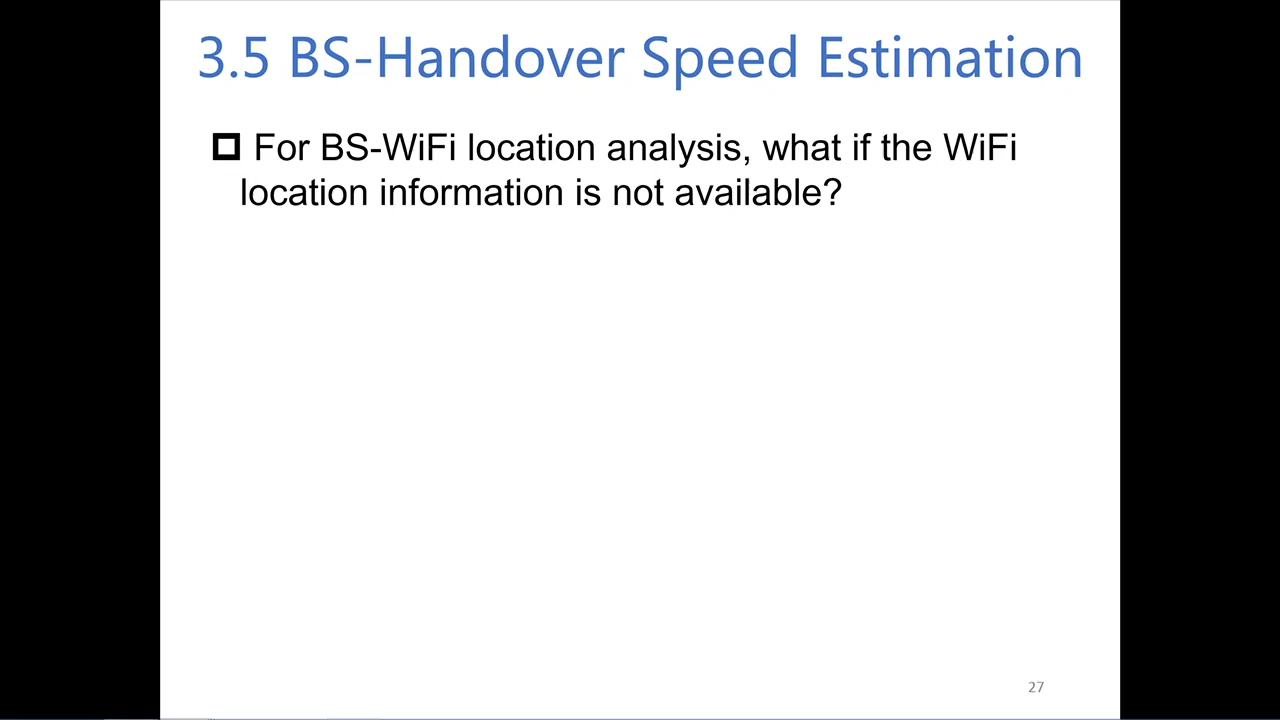 3.5 BS-Handover Speed Estimation
For BS-WiFi location analysis, what if the WiFi
location information is not available?
27